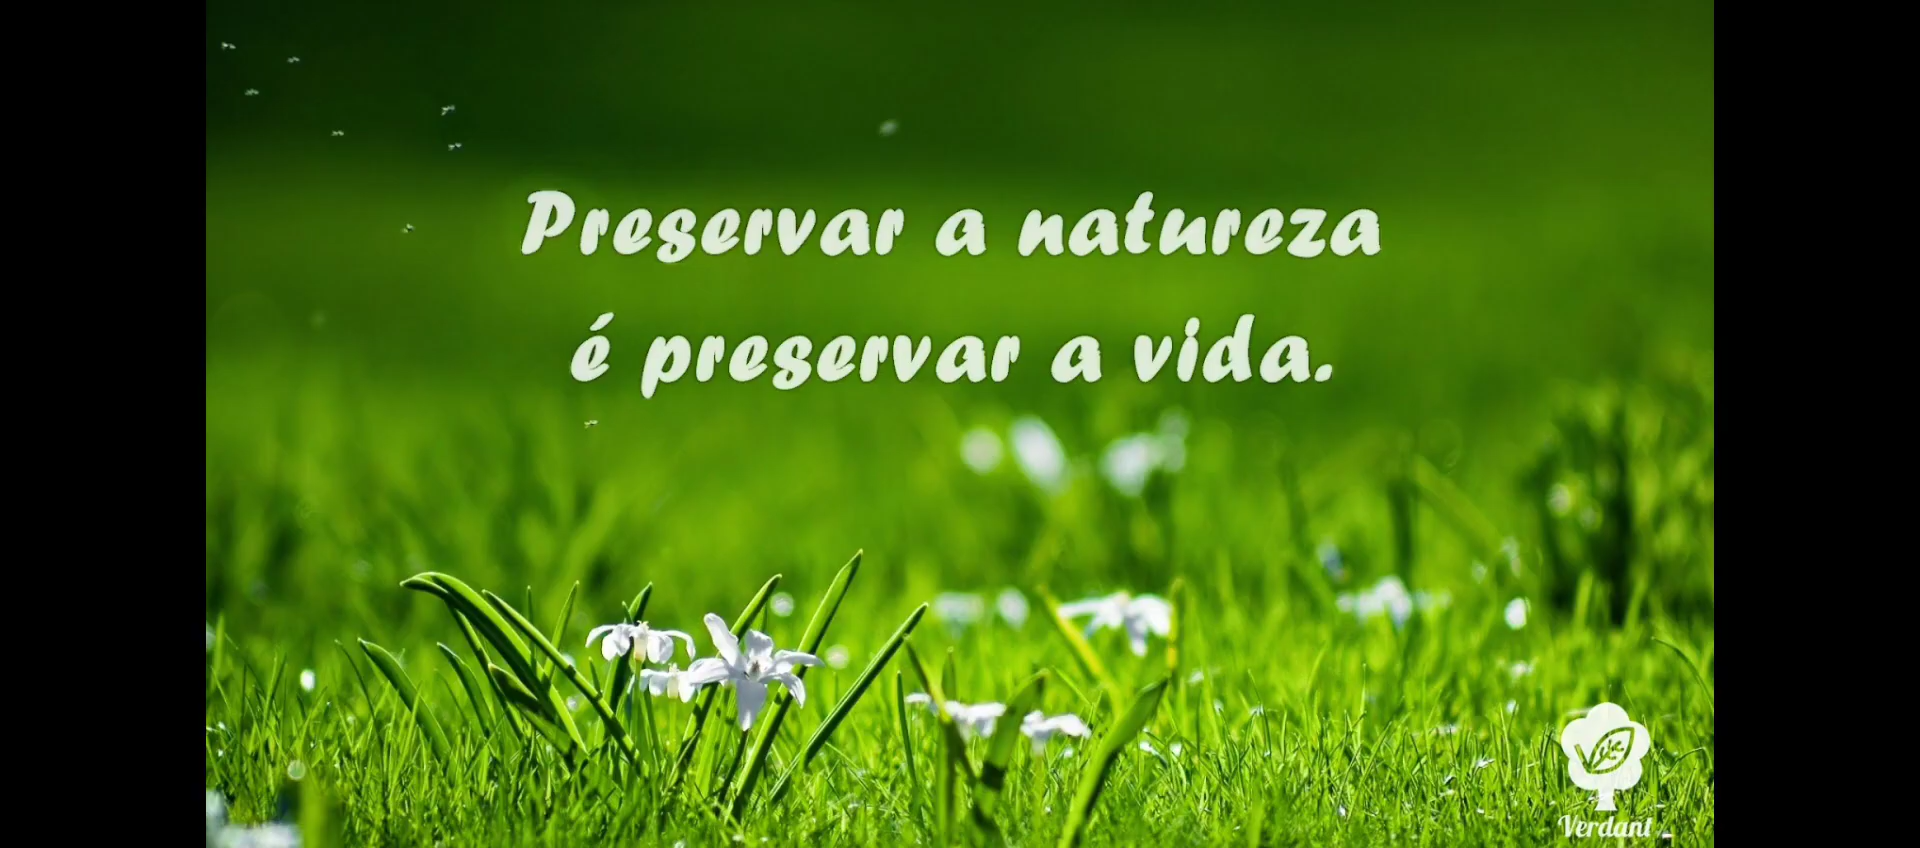 Preservar a natureza
é preservar a vida.
Verdant